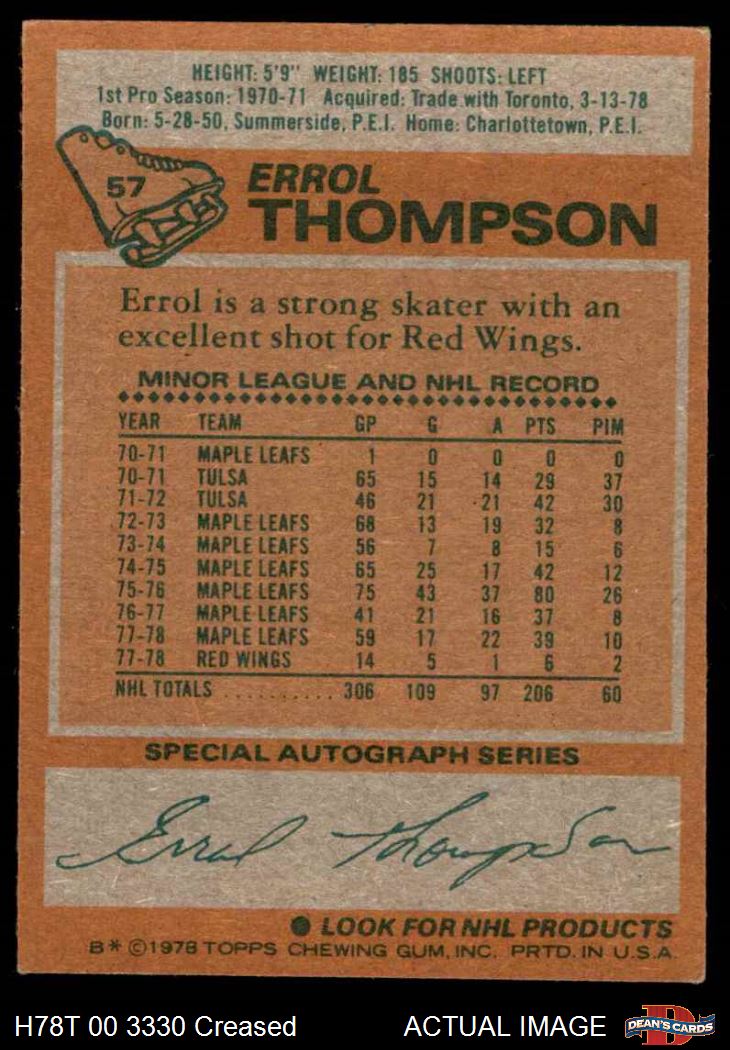 HEIGHT: 5'9" WEIGHT: 185 SHOOTS: LEFT
1st Pro Season: 1970-71 Acquired: Trade with Toronto, 3-13-78
Born: 5-28-50, Summerside, P.E.I. Home: Charlottetown, P.E.I.
57
ERROL
THOMPSON
Errol is a strong skater with an
excellent shot for Red Wings.
MINOR LEAGUE AND NHL RECORD
YEAR TEAM GP G A PTS PIM
70-71 MAPLE LEAFS 1 0 0 0 0
70-71 TULSA 65 15 14 29 37
71-72 TULSA 46 21 21 42 30
72-73 MAPLE LEAFS 68 13 19 32 8
73-74 MAPLE LEAFS 56 7 8 15 6
74-75 MAPLE LEAFS 65 25 17 42 12
75-76 MAPLE LEAFS 75 43 37 80 26
76-77 MAPLE LEAFS 41 21 16 37 8
77-78 MAPLE LEAFS 59 17 22 39 10
77-78 RED WINGS 14 5 1 6 2
NHL TOTALS .......... 306 109 97 206 60
SPECIAL AUTOGRAPH SERIES
Errol Thompson
● LOOK FOR NHL PRODUCTS
B* ©1978 TOPPS CHEWING GUM, INC. PRTD. IN U.S.A.
H78T 00 3330 Creased ACTUAL IMAGE
D
DEAN'S CARDS